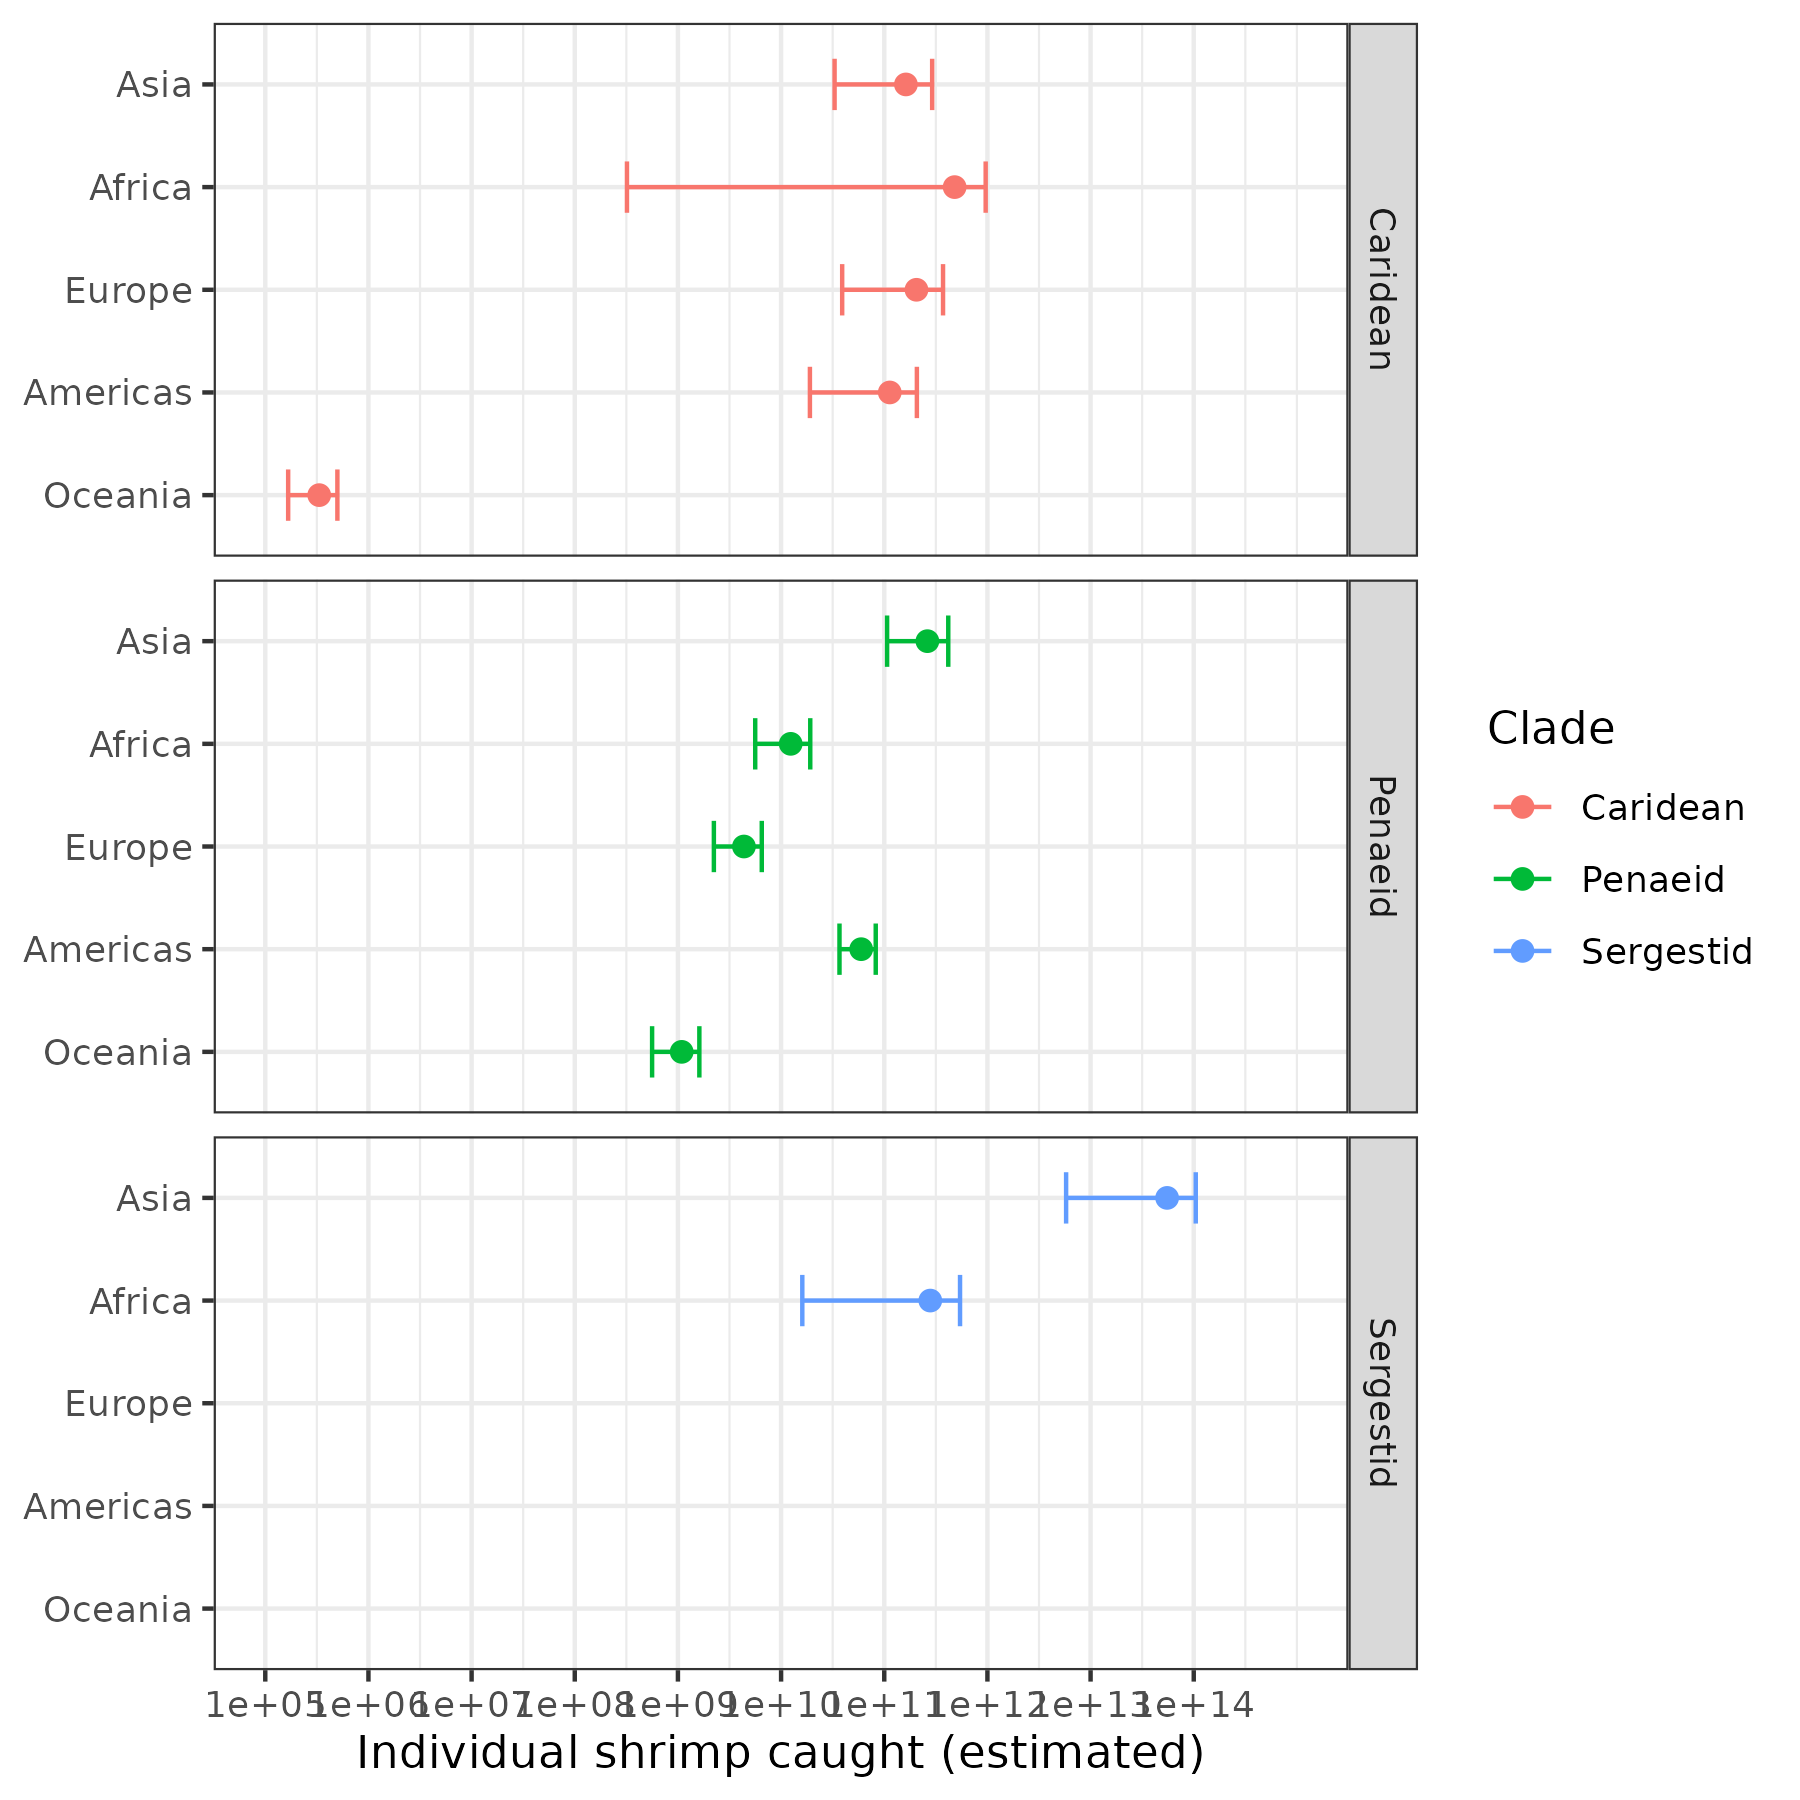 Asia
Africa
Europe
Americas
Oceania
Caridean
Asia
Africa
Europe
Americas
Oceania
Penaeid
Asia
Africa
Europe
Americas
Oceania
Sergestid
1e+05 1e+06 1e+07 1e+08 1e+09 1e+10 1e+11 1e+12 1e+13 1e+14
Individual shrimp caught (estimated)
Clade
Caridean
Penaeid
Sergestid